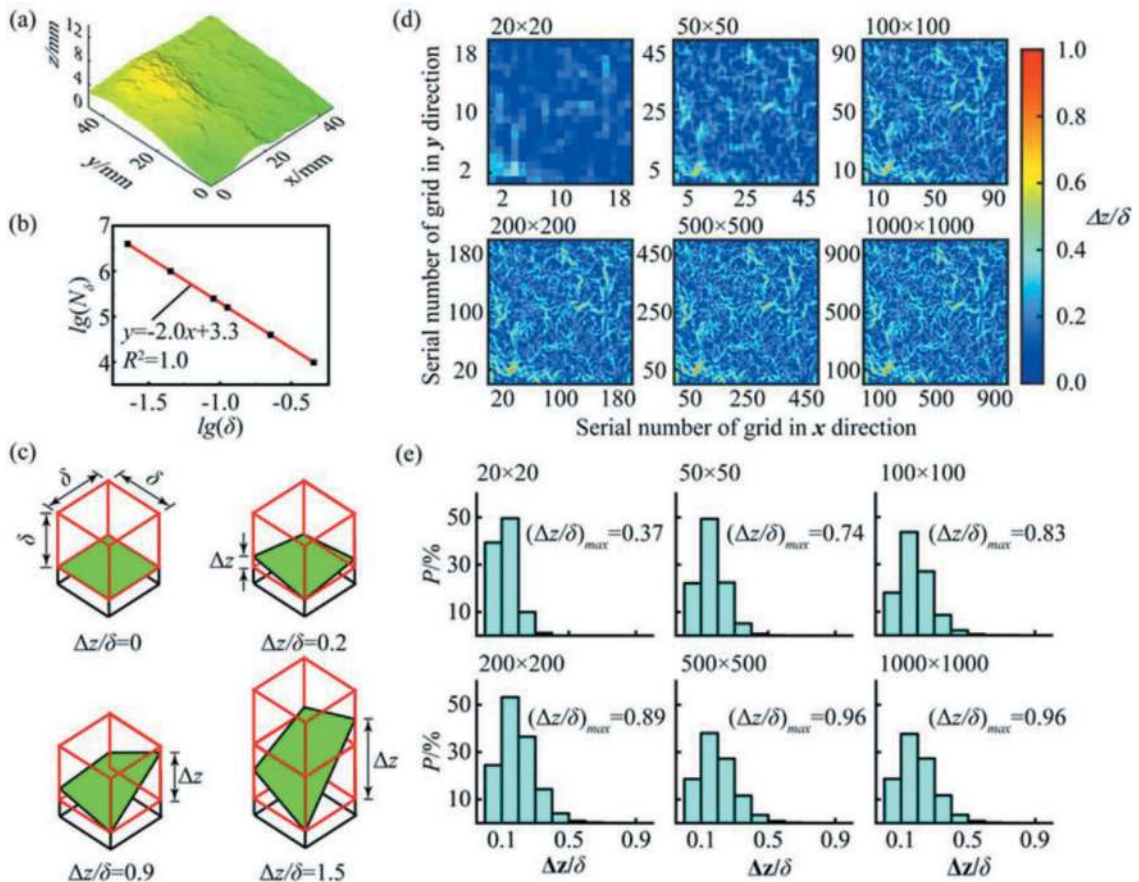 (a)
z/mm
12
8
4
0
40
20
0
y/mm
0
20
40
x/mm
(b)
7
6
5
4
lg(Nδ)
y=-2.0x+3.3
R²=1.0
-1.5 -1.0 -0.5
lg(δ)
(c)
δ δ
δ
Δz
Δz/δ=0 Δz/δ=0.2
Δz
Δz
Δz/δ=0.9 Δz/δ=1.5
(d)
20×20 50×50 100×100
18 45 90
10 25 50
2 5 10
2 10 18 5 25 45 10 50 90
200×200 500×500 1000×1000
180 450 900
100 250 500
20 50 100
20 100 180 50 250 450 100 500 900
Serial number of grid in y direction
Serial number of grid in x direction
1.0
0.8
0.6
0.4
0.2
0.0
Δz/δ
(e)
20×20 50×50 100×100
50
30
10
P/%
(Δz/δ)max=0.37 (Δz/δ)max=0.74 (Δz/δ)max=0.83
200×200 500×500 1000×1000
50
30
10
P/%
(Δz/δ)max=0.89 (Δz/δ)max=0.96 (Δz/δ)max=0.96
0.1 0.5 0.9 0.1 0.5 0.9 0.1 0.5 0.9
Δz/δ Δz/δ Δz/δ